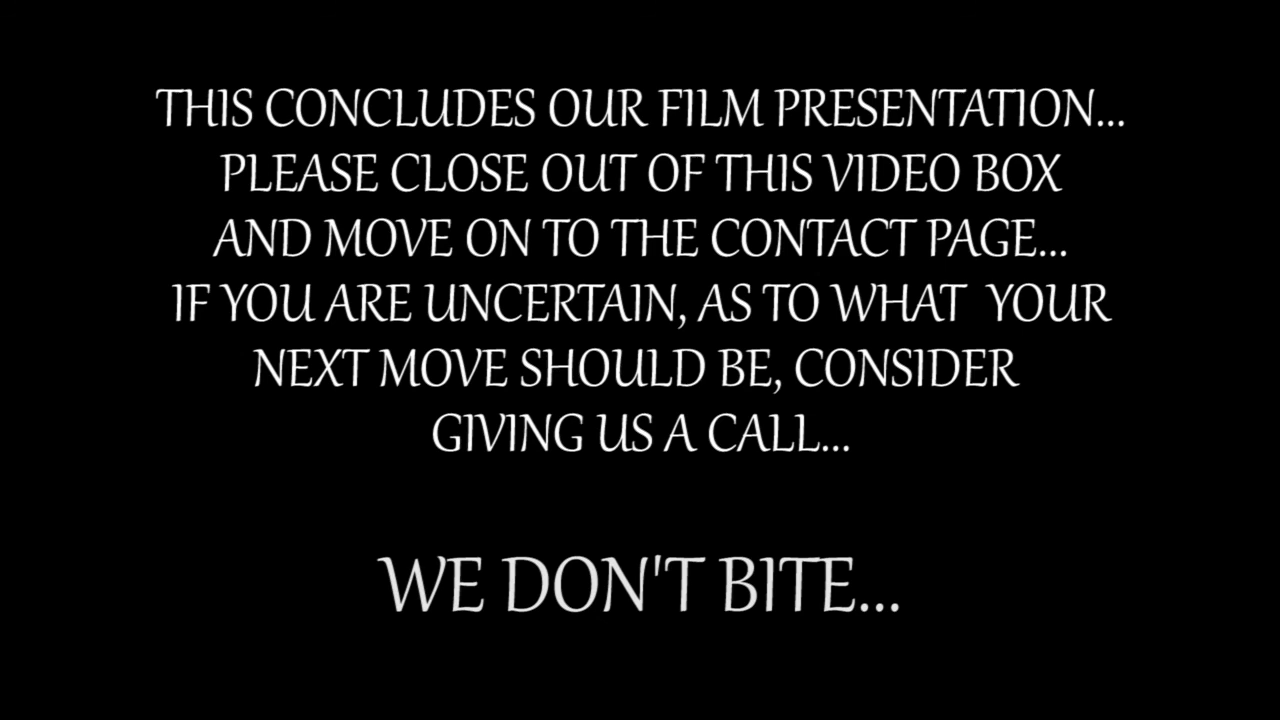 THIS CONCLUDES OUR FILM PRESENTATION...
PLEASE CLOSE OUT OF THIS VIDEO BOX
AND MOVE ON TO THE CONTACT PAGE...
IF YOU ARE UNCERTAIN, AS TO WHAT  YOUR
NEXT MOVE SHOULD BE, CONSIDER
GIVING US A CALL...
WE DON'T BITE...